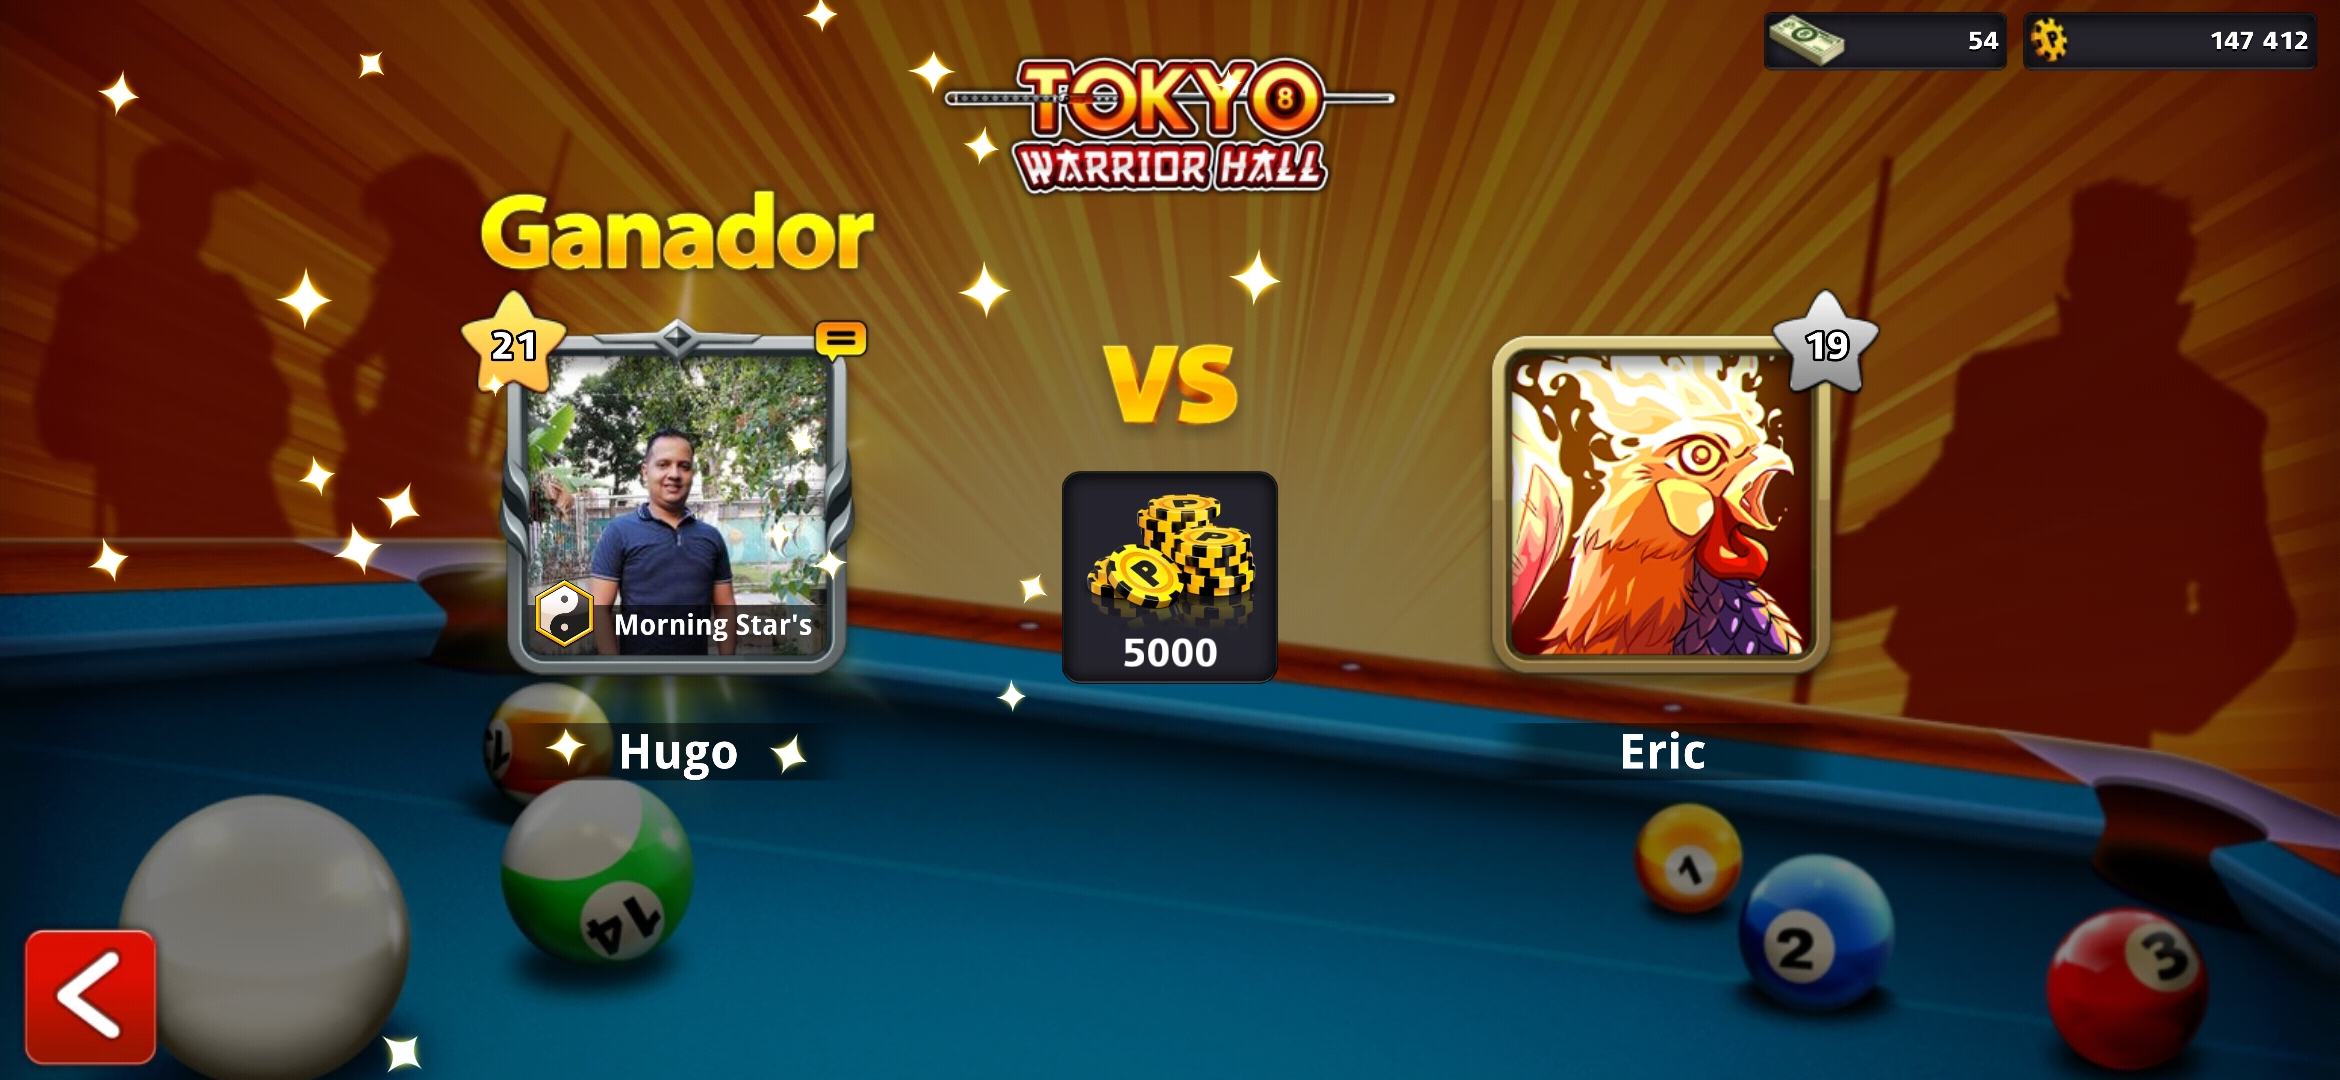 54
147 412
TOKYO
8
WARRIOR HALL
Ganador
21
19
VS
P
P
P
5000
Morning Star's
Hugo
Eric
14
1
2
3